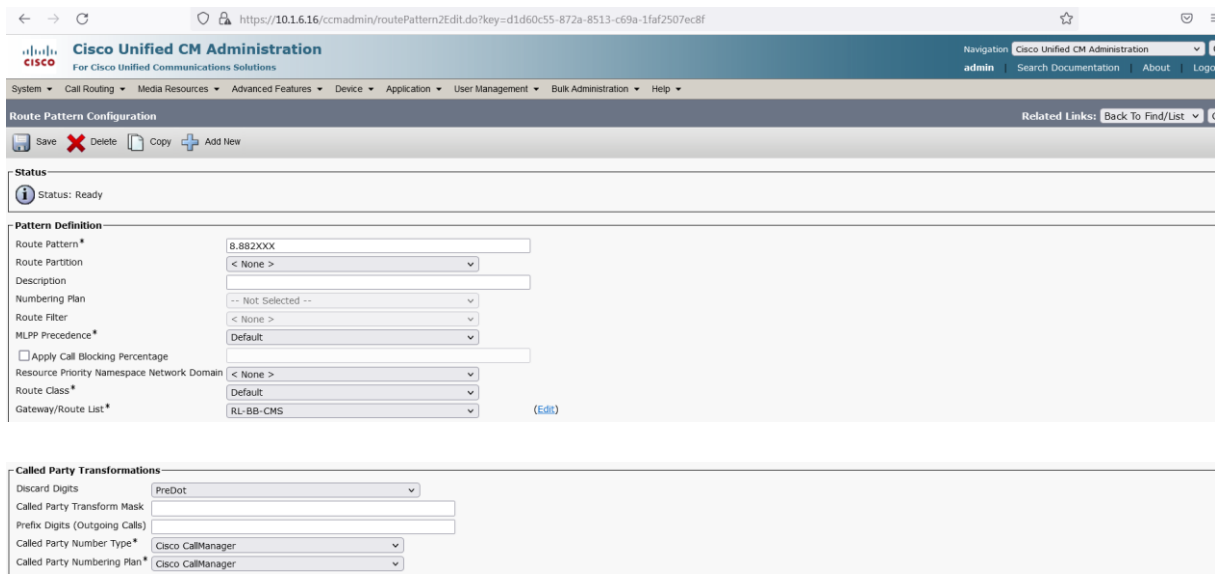 https://10.1.6.16/ccmadmin/routePattern2Edit.do?key=d1d60c55-872a-8513-c69a-1faf2507ec8f
CISCO
Cisco Unified CM Administration
For Cisco Unified Communications Solutions
Navigation Cisco Unified CM Administration
admin | Search Documentation | About | Logo
System Call Routing Media Resources Advanced Features Device Application User Management Bulk Administration Help
Route Pattern Configuration
Related Links: Back To Find/List
Save Delete Copy Add New
Status
Status: Ready
Pattern Definition
Route Pattern* 8.882XXX
Route Partition < None >
Description
Numbering Plan -- Not Selected --
Route Filter < None >
MLPP Precedence* Default
Apply Call Blocking Percentage
Resource Priority Namespace Network Domain < None >
Route Class* Default
Gateway/Route List* RL-BB-CMS (Edit)
Called Party Transformations
Discard Digits PreDot
Called Party Transform Mask
Prefix Digits (Outgoing Calls)
Called Party Number Type* Cisco CallManager
Called Party Numbering Plan* Cisco CallManager